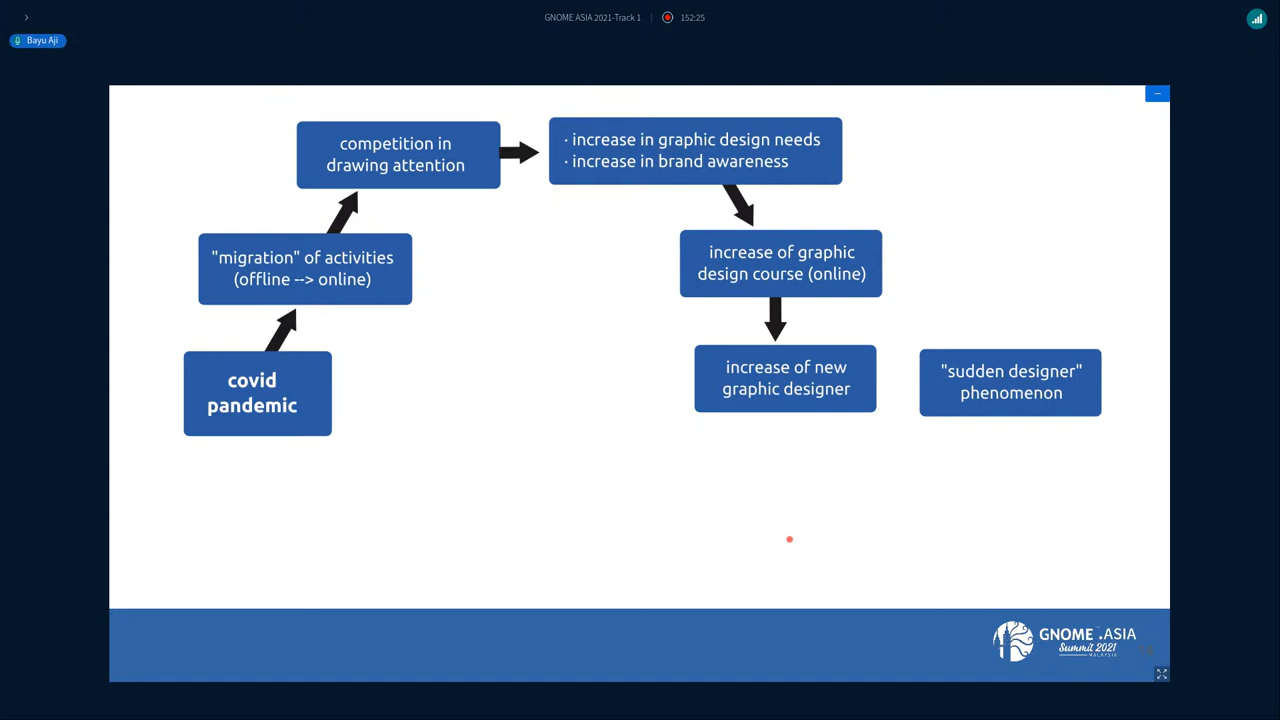 GNOME ASIA 2021-Track 1
152:25
Bayu Aji
competition in
drawing attention
· increase in graphic design needs
· increase in brand awareness
"migration" of activities
(offline --> online)
increase of graphic
design course (online)
covid
pandemic
increase of new
graphic designer
"sudden designer"
phenomenon
GNOME™.ASIA
Summit 2021
MALAYSIA